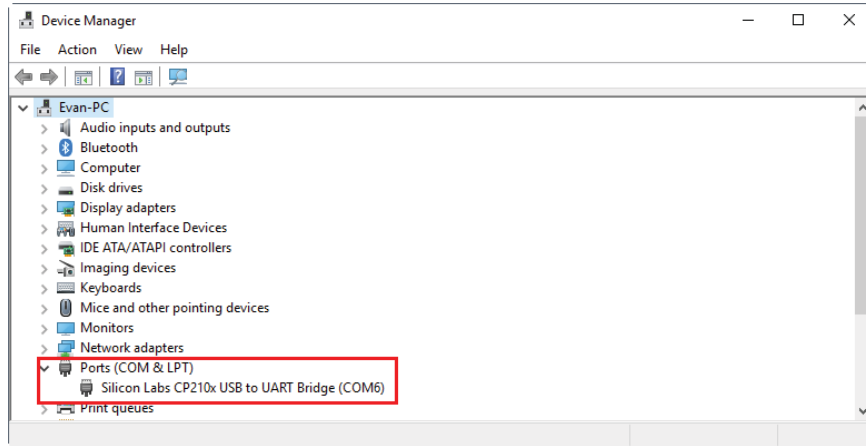 Device Manager
File Action View Help
Evan-PC
Audio inputs and outputs
Bluetooth
Computer
Disk drives
Display adapters
Human Interface Devices
IDE ATA/ATAPI controllers
Imaging devices
Keyboards
Mice and other pointing devices
Monitors
Network adapters
Ports (COM & LPT)
Silicon Labs CP210x USB to UART Bridge (COM6)
Print queues